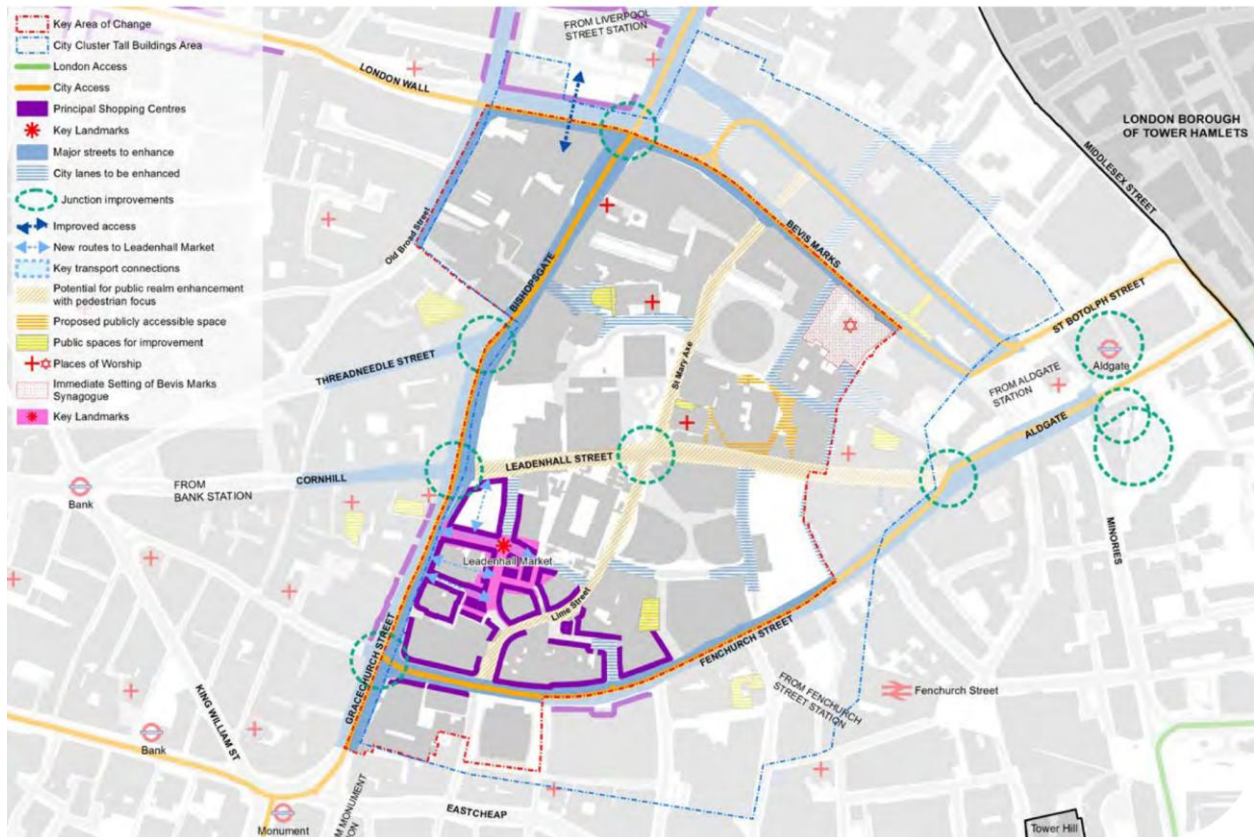 Key Area of Change
City Cluster Tall Buildings Area
London Access
City Access
Principal Shopping Centres
Key Landmarks
Major streets to enhance
City lanes to be enhanced
Junction improvements
Improved access
New routes to Leadenhall Market
Key transport connections
Potential for public realm enhancement
with pedestrian focus
Proposed publicly accessible space
Public spaces for improvement
Places of Worship
Immediate Setting of Bevis Marks
Synagogue
Key Landmarks
FROM LIVERPOOL
STREET STATION
LONDON WALL
LONDON BOROUGH
OF TOWER HAMLETS
MIDDLESEX STREET
Old Broad Street
BISHOPSGATE
BEVIS MARKS
THREADNEEDLE STREET
St Mary Axe
ST BOTOLPH STREET
Aldgate
FROM ALDGATE
STATION
ALDGATE
LEADENHALL STREET
CORNHILL
FROM
BANK STATION
Bank
MINORIES
Leadenhall Market
Lime Street
FENCHURCH STREET
GRACECHURCH STREET
FROM FENCHURCH
STREET STATION
Fenchurch Street
KING WILLIAM ST
Bank
EASTCHEAP
Monument
MONUMENT
Tower Hill